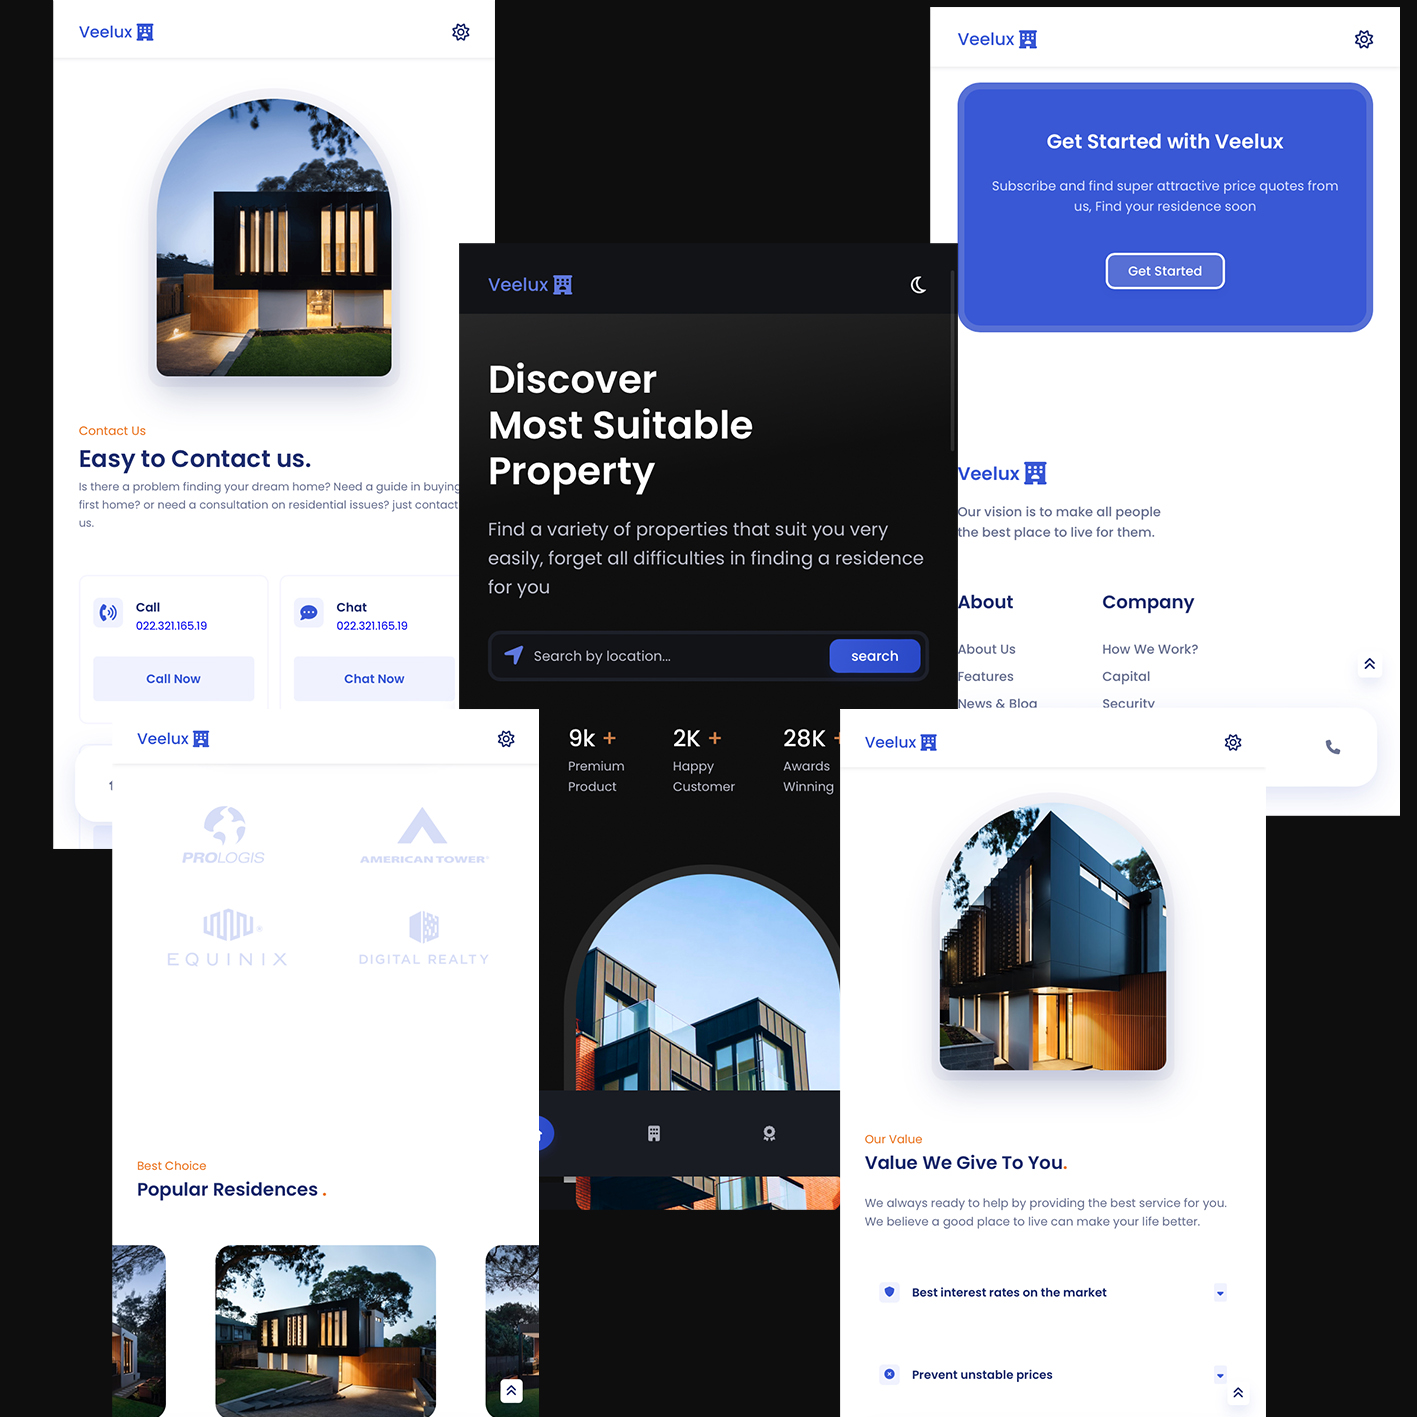 Veelux
Contact Us
Easy to Contact us.
Is there a problem finding your dream home? Need a guide in buying
first home? or need a consultation on residential issues? just contact
us.
Call
022.321.165.19
Call Now
Chat
022.321.165.19
Chat Now
Veelux
Get Started with Veelux
Subscribe and find super attractive price quotes from
us, Find your residence soon
Get Started
Veelux
Our vision is to make all people
the best place to live for them.
About
About Us
Features
News & Blog
Company
How We Work?
Capital
Security
Veelux
Discover
Most Suitable
Property
Find a variety of properties that suit you very
easily, forget all difficulties in finding a residence
for you
Search by location...
search
9k +
Premium
Product
2K +
Happy
Customer
28K +
Awards
Winning
Veelux
PROLOGIS
AMERICAN TOWER
EQUINIX
DIGITAL REALTY
Best Choice
Popular Residences .
Veelux
Our Value
Value We Give To You.
We always ready to help by providing the best service for you.
We believe a good place to live can make your life better.
Best interest rates on the market
Prevent unstable prices